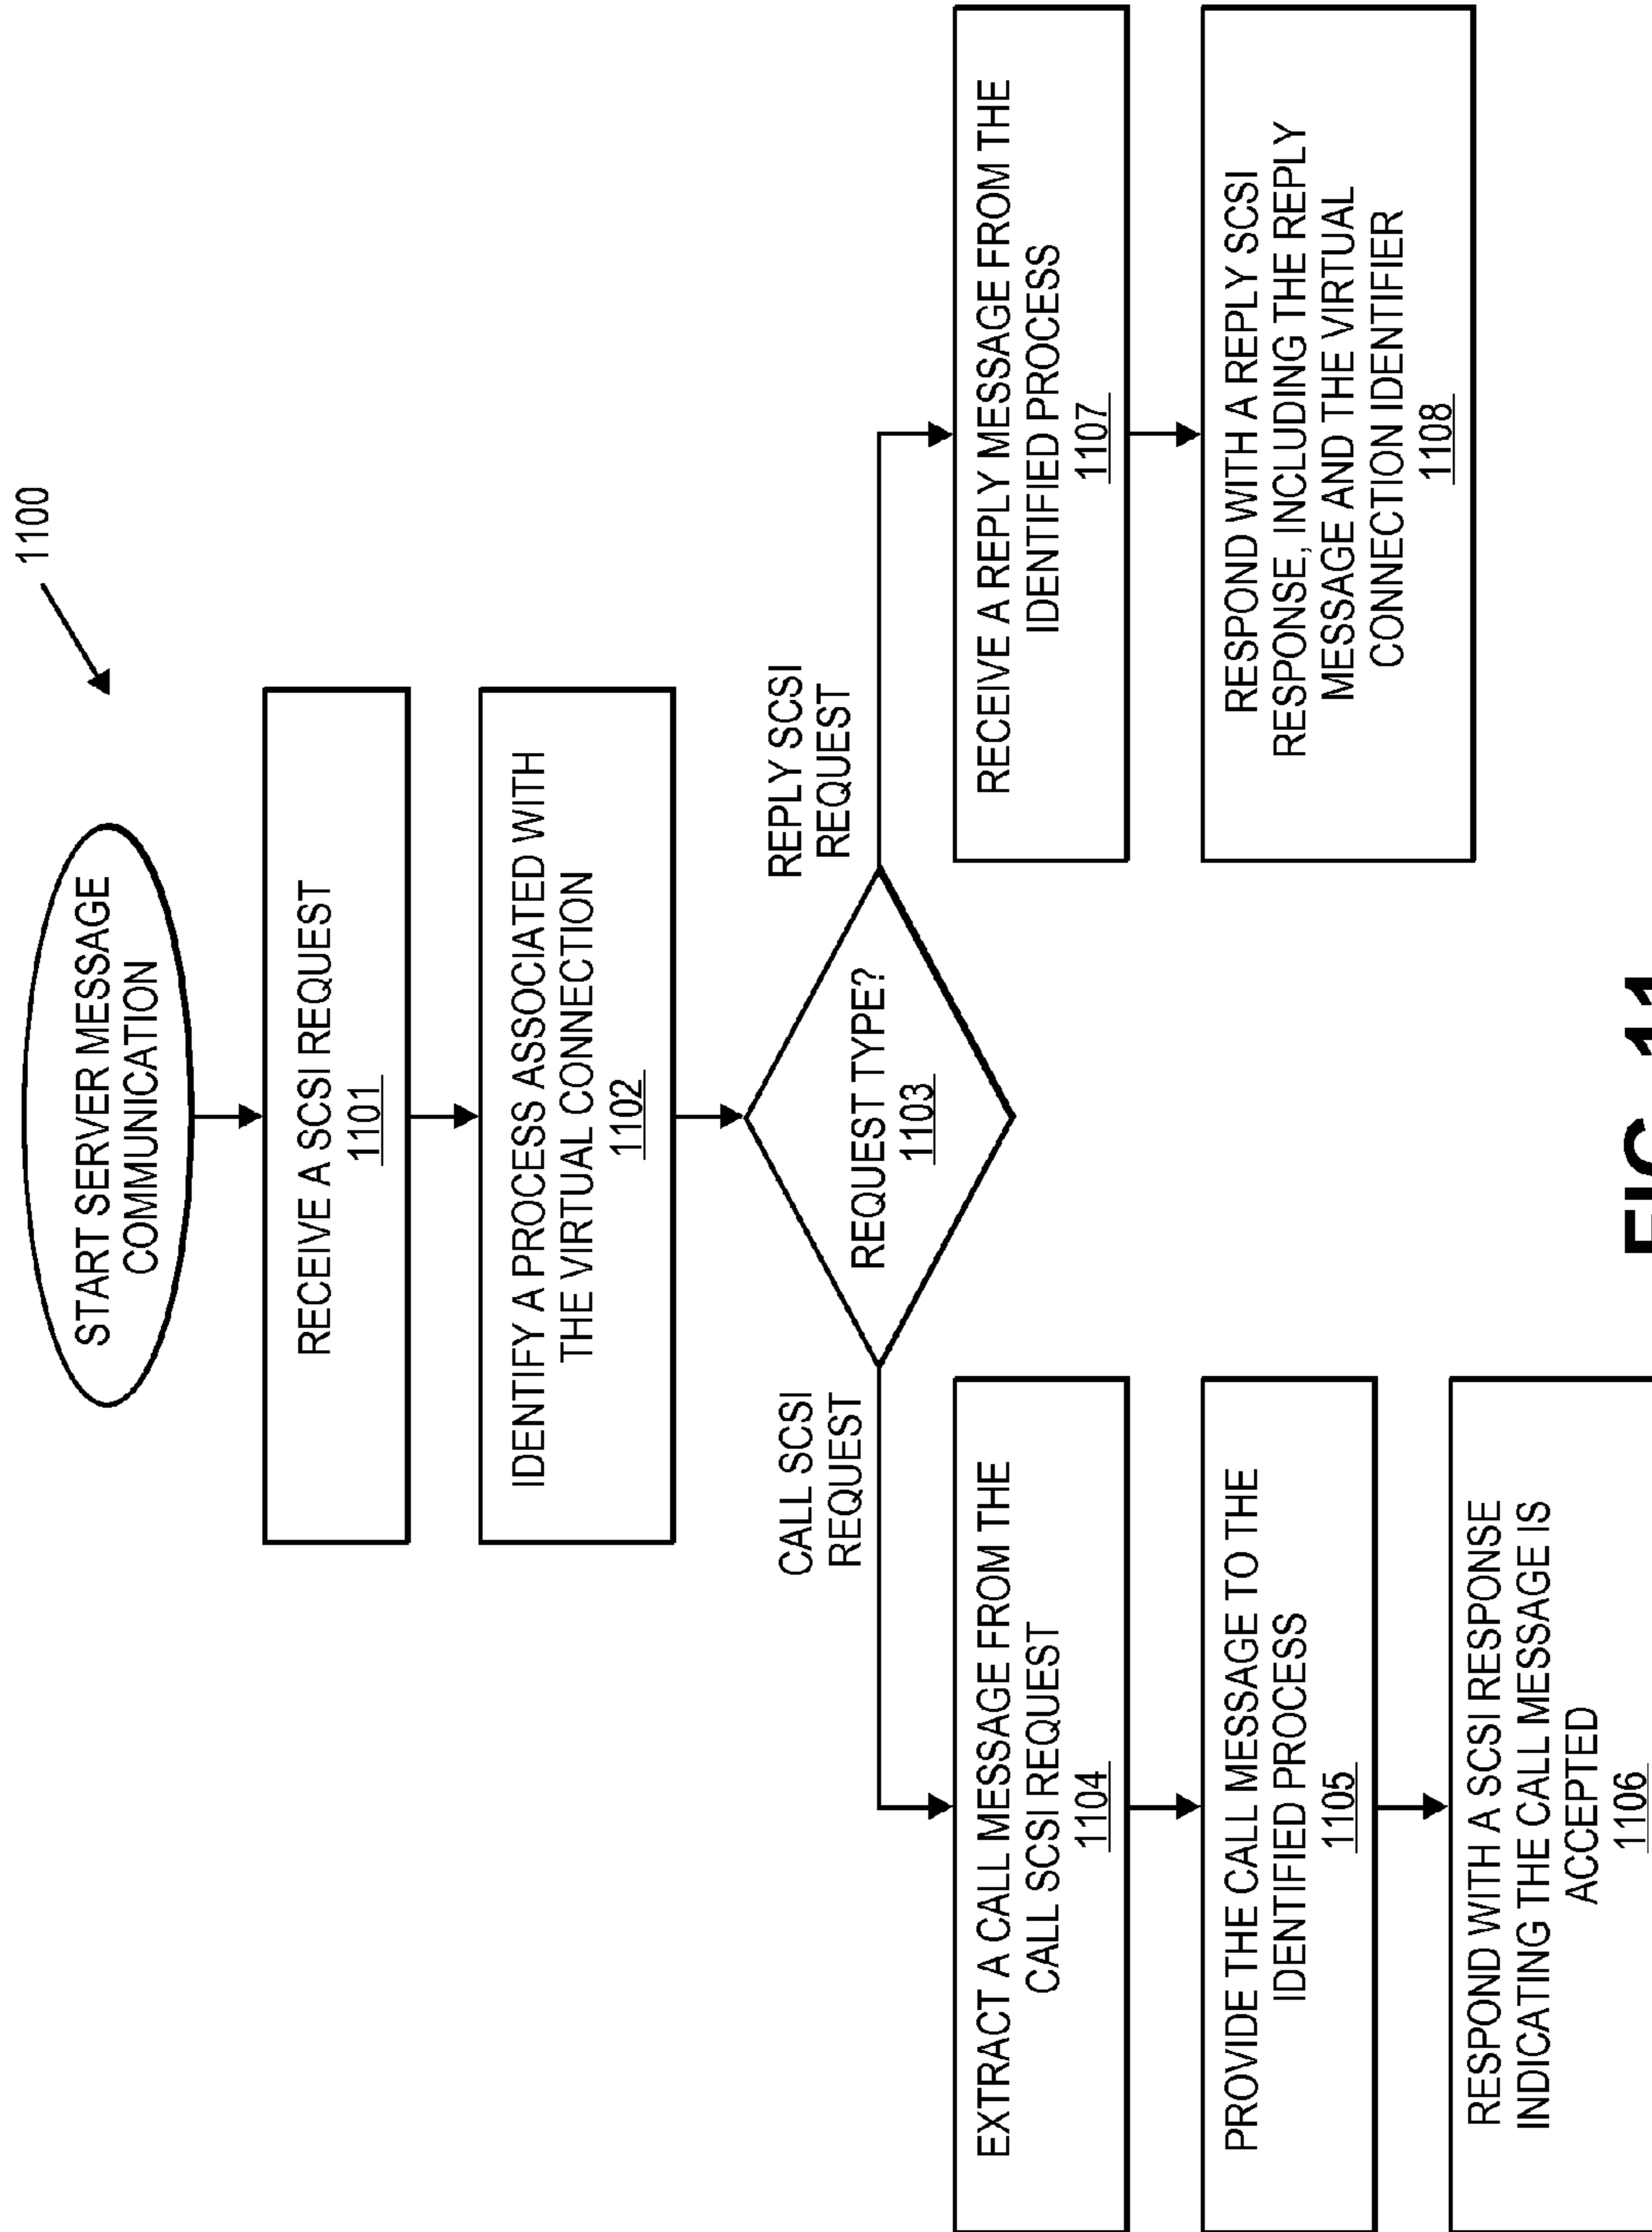 1100
START SERVER MESSAGE
COMMUNICATION
RECEIVE A SCSI REQUEST
1101
IDENTIFY A PROCESS ASSOCIATED WITH
THE VIRTUAL CONNECTION
1102
REQUEST TYPE?
1103
CALL SCSI
REQUEST
EXTRACT A CALL MESSAGE FROM THE
CALL SCSI REQUEST
1104
PROVIDE THE CALL MESSAGE TO THE
IDENTIFIED PROCESS
1105
RESPOND WITH A SCSI RESPONSE
INDICATING THE CALL MESSAGE IS
ACCEPTED
1106
REPLY SCSI
REQUEST
RECEIVE A REPLY MESSAGE FROM THE
IDENTIFIED PROCESS
1107
RESPOND WITH A REPLY SCSI
RESPONSE, INCLUDING THE REPLY
MESSAGE AND THE VIRTUAL
CONNECTION IDENTIFIER
1108
FIG. 11